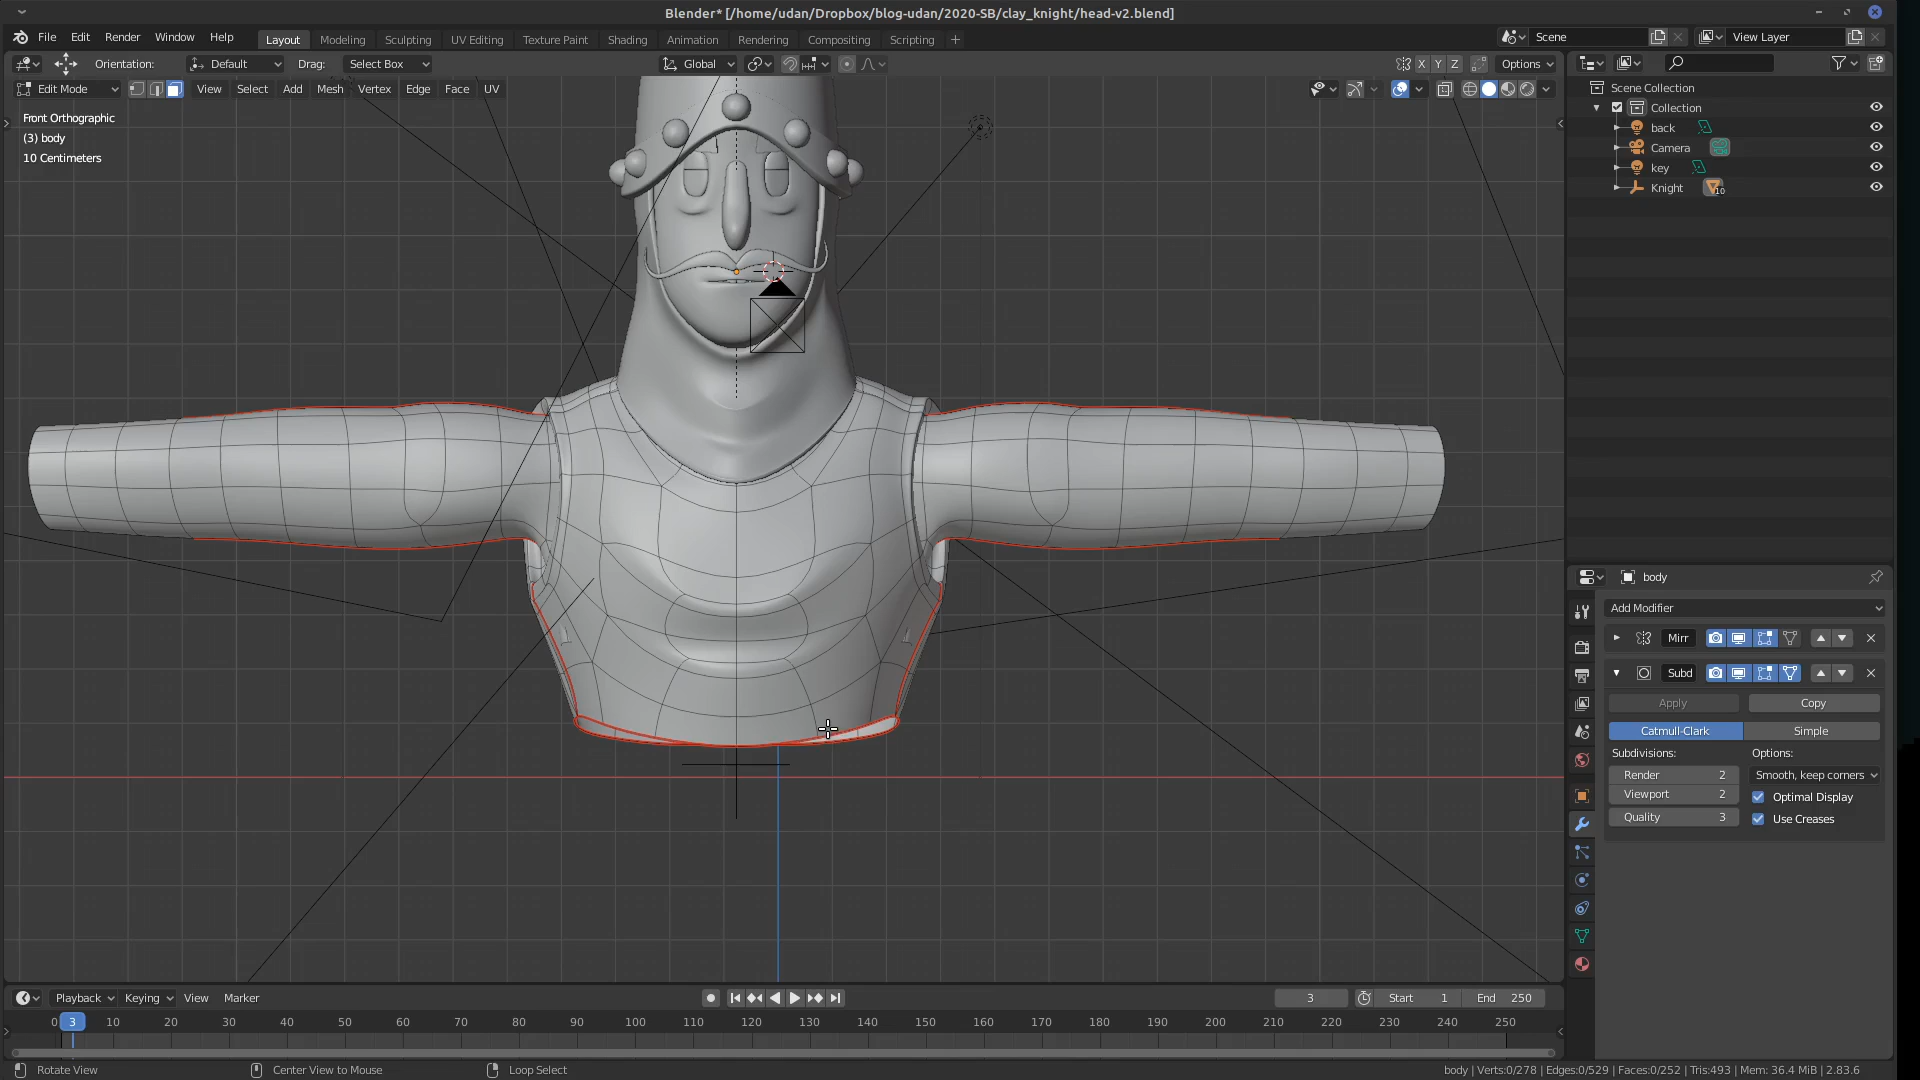 Blender* [/home/udan/Dropbox/blog-udan/2020-SB/clay_knight/head-v2.blend]
File Edit Render Window Help Layout Modeling Sculpting UV Editing Texture Paint Shading Animation Rendering Compositing Scripting + Scene View Layer
Orientation: Default Drag: Select Box Global X Y Z Options
Edit Mode View Select Add Mesh Vertex Edge Face UV
Scene Collection
Collection
back
Camera
key
Knight 10
Front Orthographic
(3) body
10 Centimeters
body
Add Modifier
Mirr
Subd
Apply Copy
Catmull-Clark Simple
Subdivisions: Options:
Render 2 Smooth, keep corners
Viewport 2 Optimal Display
Quality 3 Use Creases
Playback Keying View Marker 3 Start 1 End 250
0 3 10 20 30 40 50 60 70 80 90 100 110 120 130 140 150 160 170 180 190 200 210 220 230 240 250
Rotate View Center View to Mouse Loop Select body | Verts:0/278 | Edges:0/529 | Faces:0/252 | Tris:493 | Mem: 36.4 MiB | 2.83.6